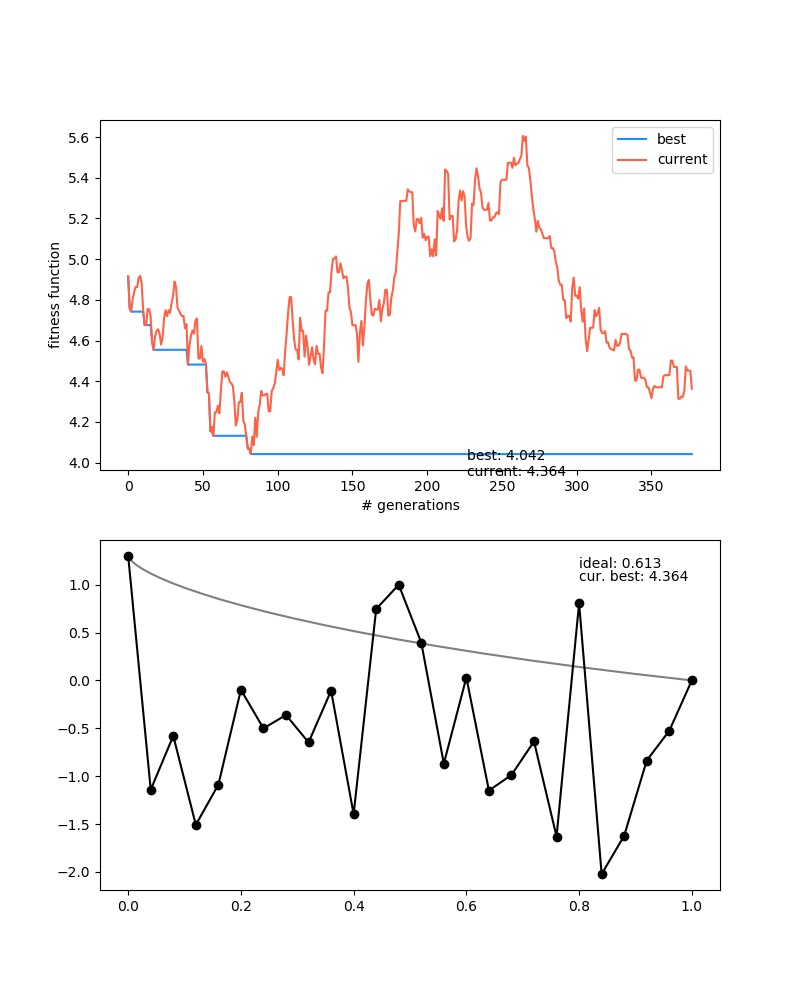 5.6
5.4
5.2
5.0
4.8
4.6
4.4
4.2
4.0
fitness function
best
current
best: 4.042
current: 4.364
0 50 100 150 200 250 300 350
# generations
ideal: 0.613
cur. best: 4.364
1.0
0.5
0.0
−0.5
−1.0
−1.5
−2.0
0.0 0.2 0.4 0.6 0.8 1.0